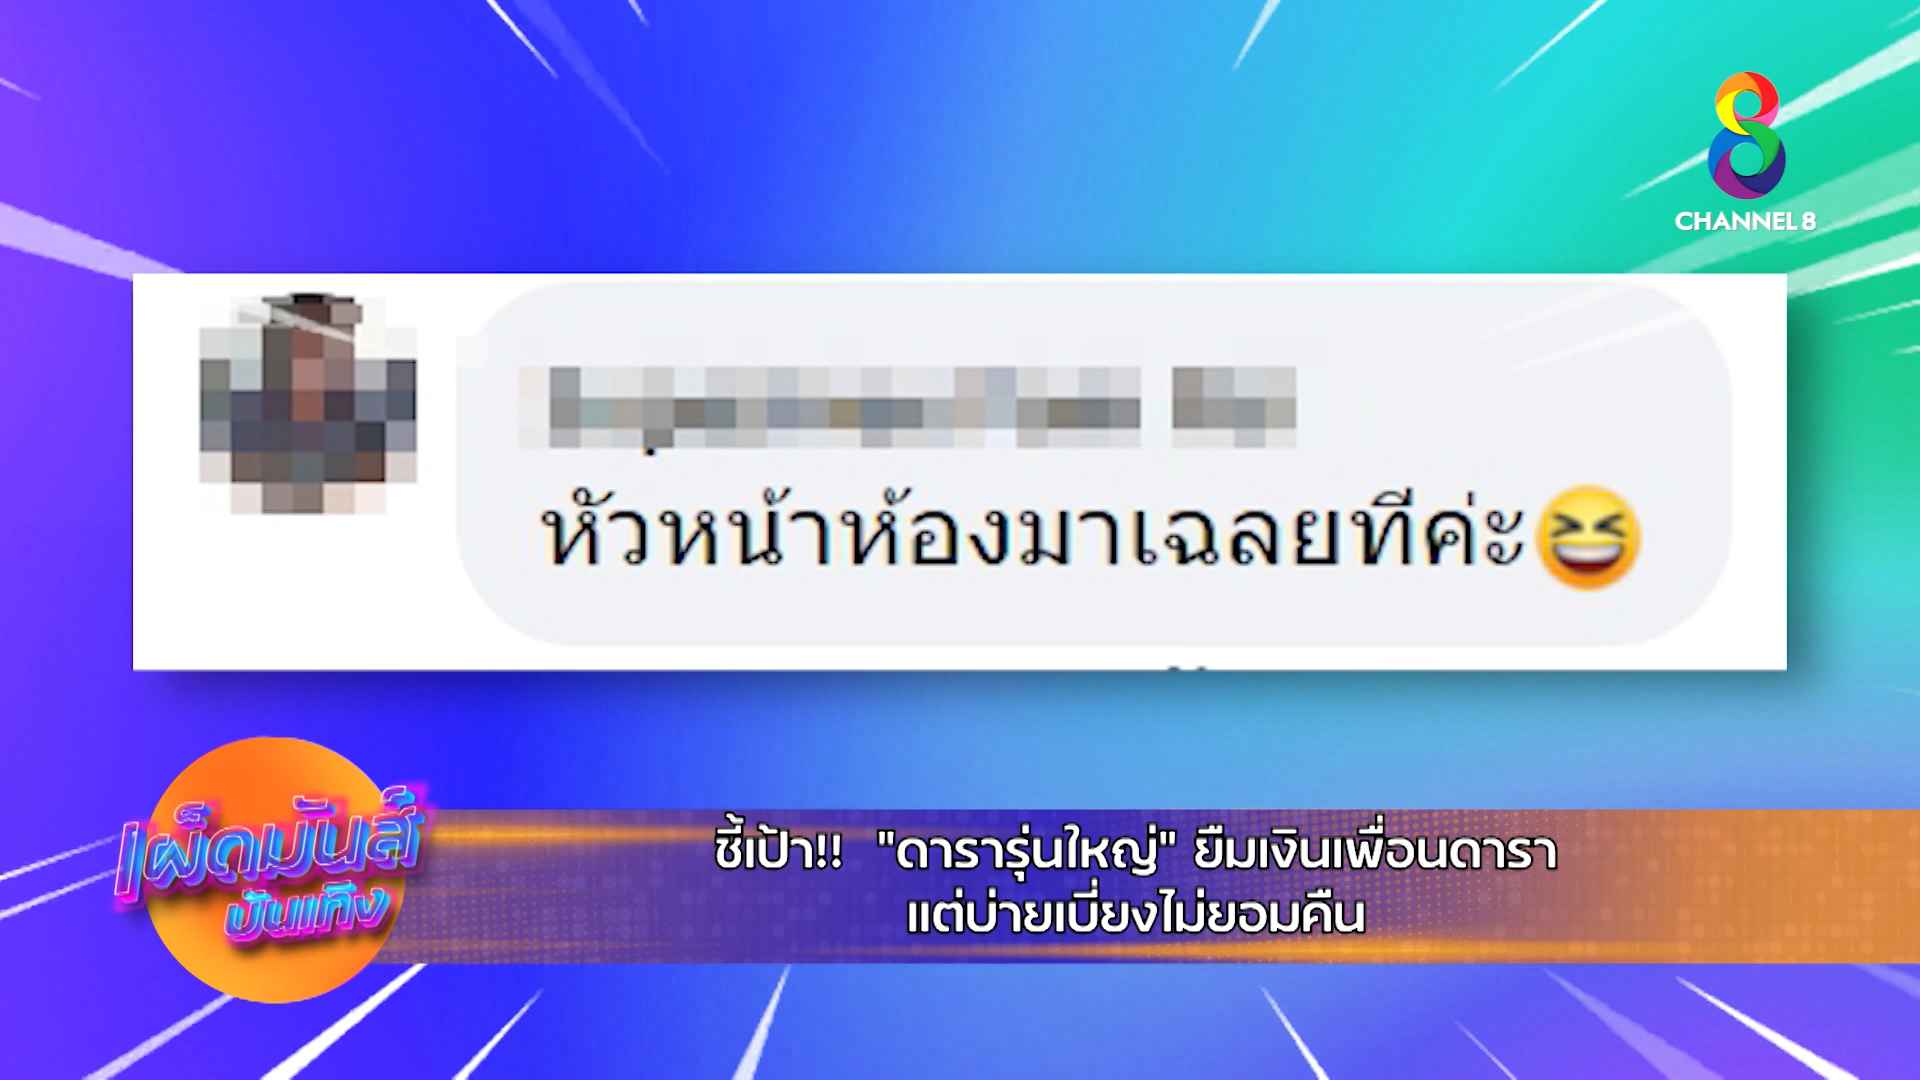 CHANNEL 8
หัวหน้าห้องมาเฉลยทีค่ะ😆
เผ็ดมันส์
บันเทิง
ชี้เป้า!! "ดารารุ่นใหญ่" ยืมเงินเพื่อนดารา
แต่บ่ายเบี่ยงไม่ยอมคืน